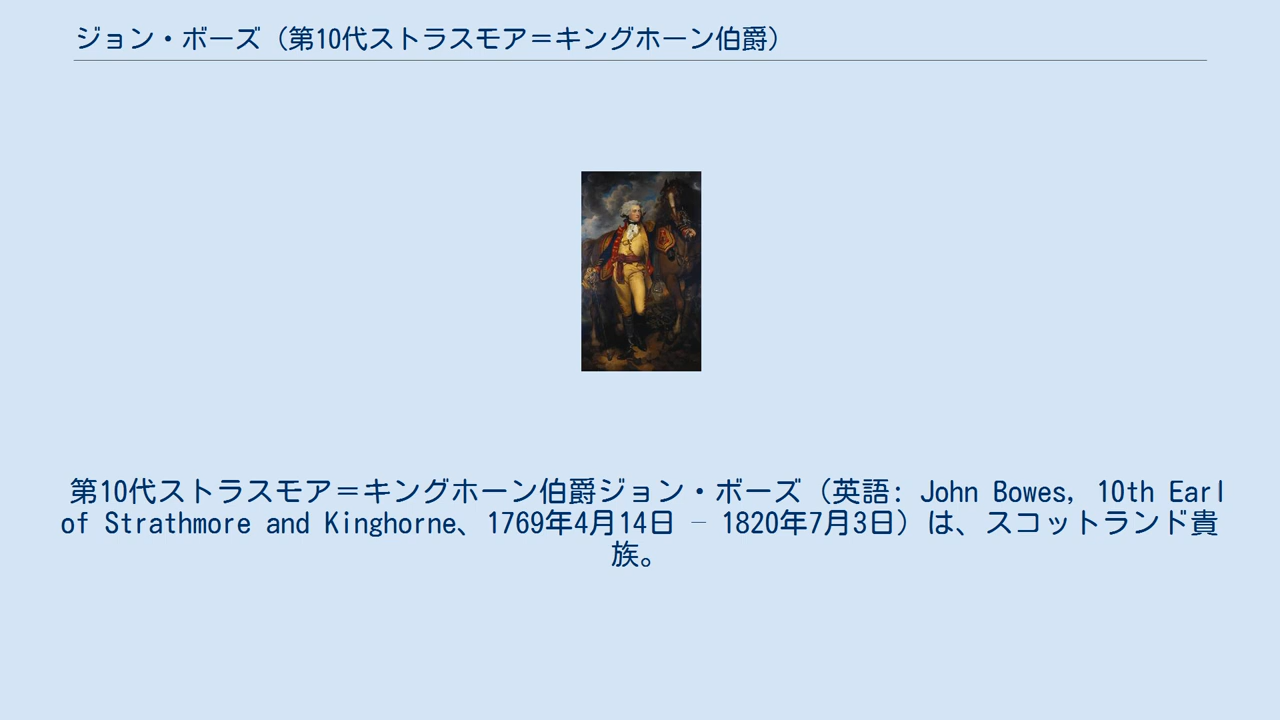 ジョン・ボーズ（第10代ストラスモア＝キングホーン伯爵）
第10代ストラスモア＝キングホーン伯爵ジョン・ボーズ（英語: John Bowes, 10th Earl
of Strathmore and Kinghorne、1769年4月14日 – 1820年7月3日）は、スコットランド貴
族。